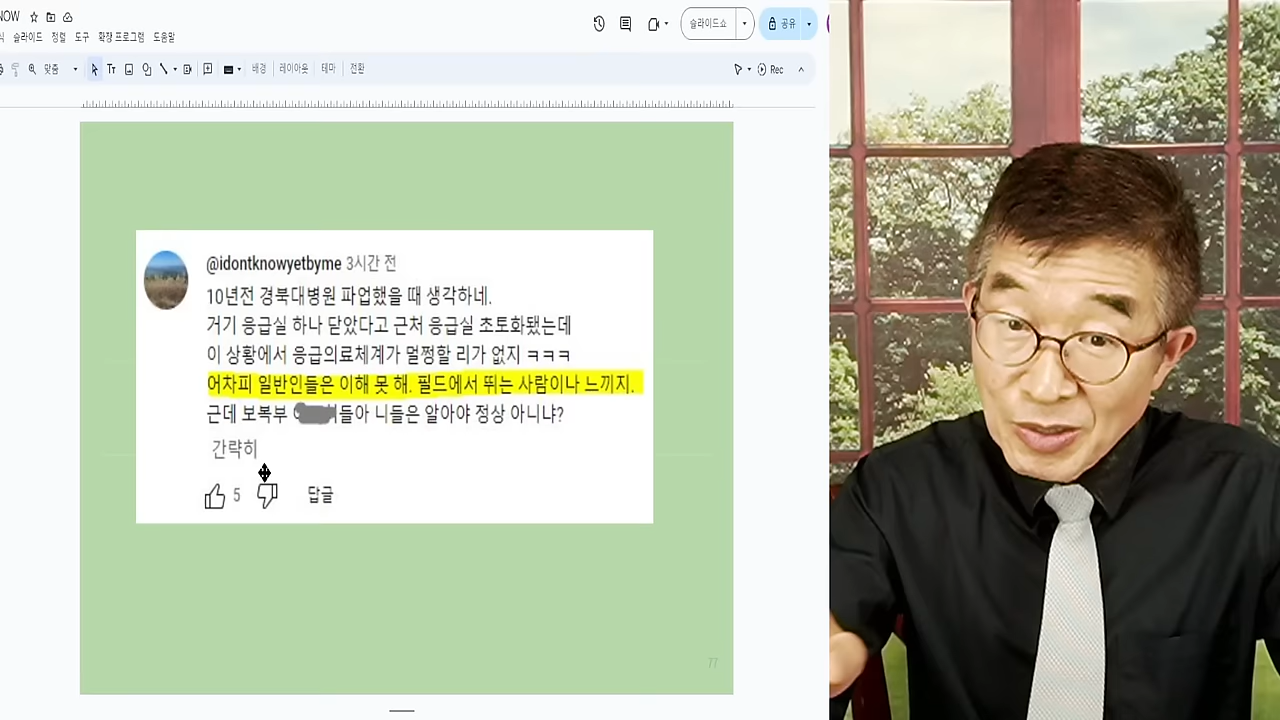 NOW
슬라이드 정렬 도구 확장 프로그램 도움말
슬라이드쇼
공유
맞춤
Tr
배경
레이아웃
테마
전환
Rec
@idontknowyetbyme 3시간 전
10년전 경북대병원 파업했을 때 생각하네.
거기 응급실 하나 닫았다고 근처 응급실 초토화됐는데
이 상황에서 응급의료체계가 멀쩡할 리가 없지 ㅋㅋㅋ
어차피 일반인들은 이해 못 해. 필드에서 뛰는 사람이나 느끼지.
근데 보복부 들아 니들은 알아야 정상 아니냐?
간략히
5
답글
77